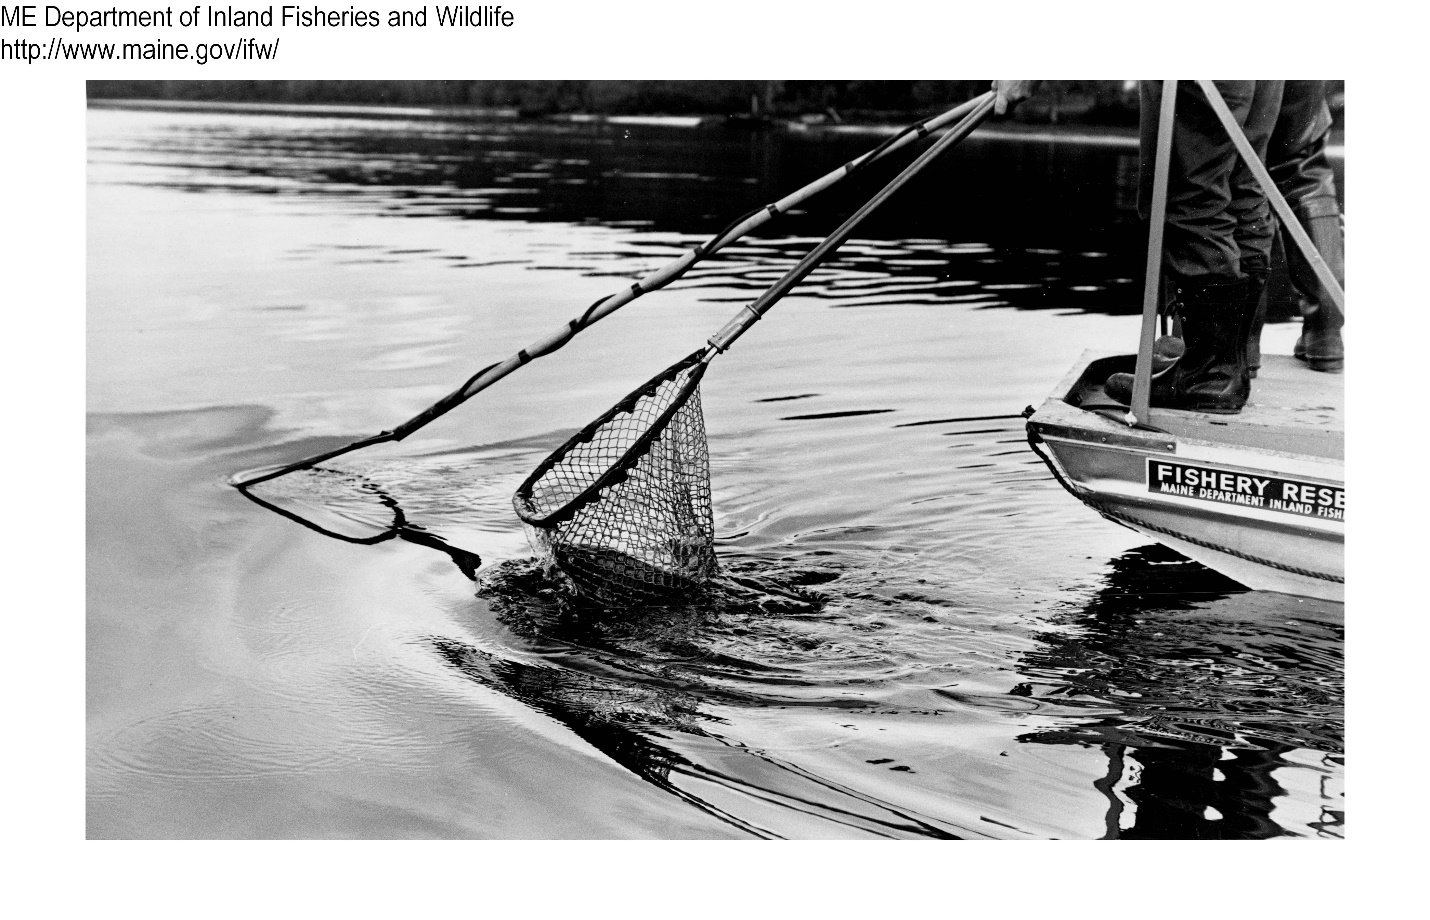 ME Department of Inland Fisheries and Wildlife
http://www.maine.gov/ifw/
FISHERY RESE
MAINE DEPARTMENT INLAND FISH